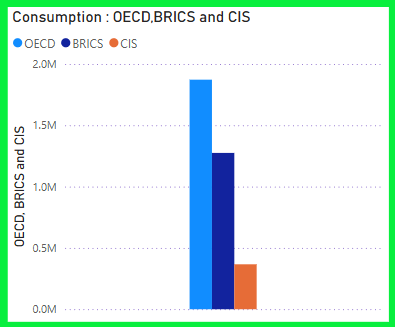 Consumption : OECD,BRICS and CIS
OECD BRICS CIS
2.0M
1.5M
1.0M
0.5M
0.0M
OECD, BRICS and CIS